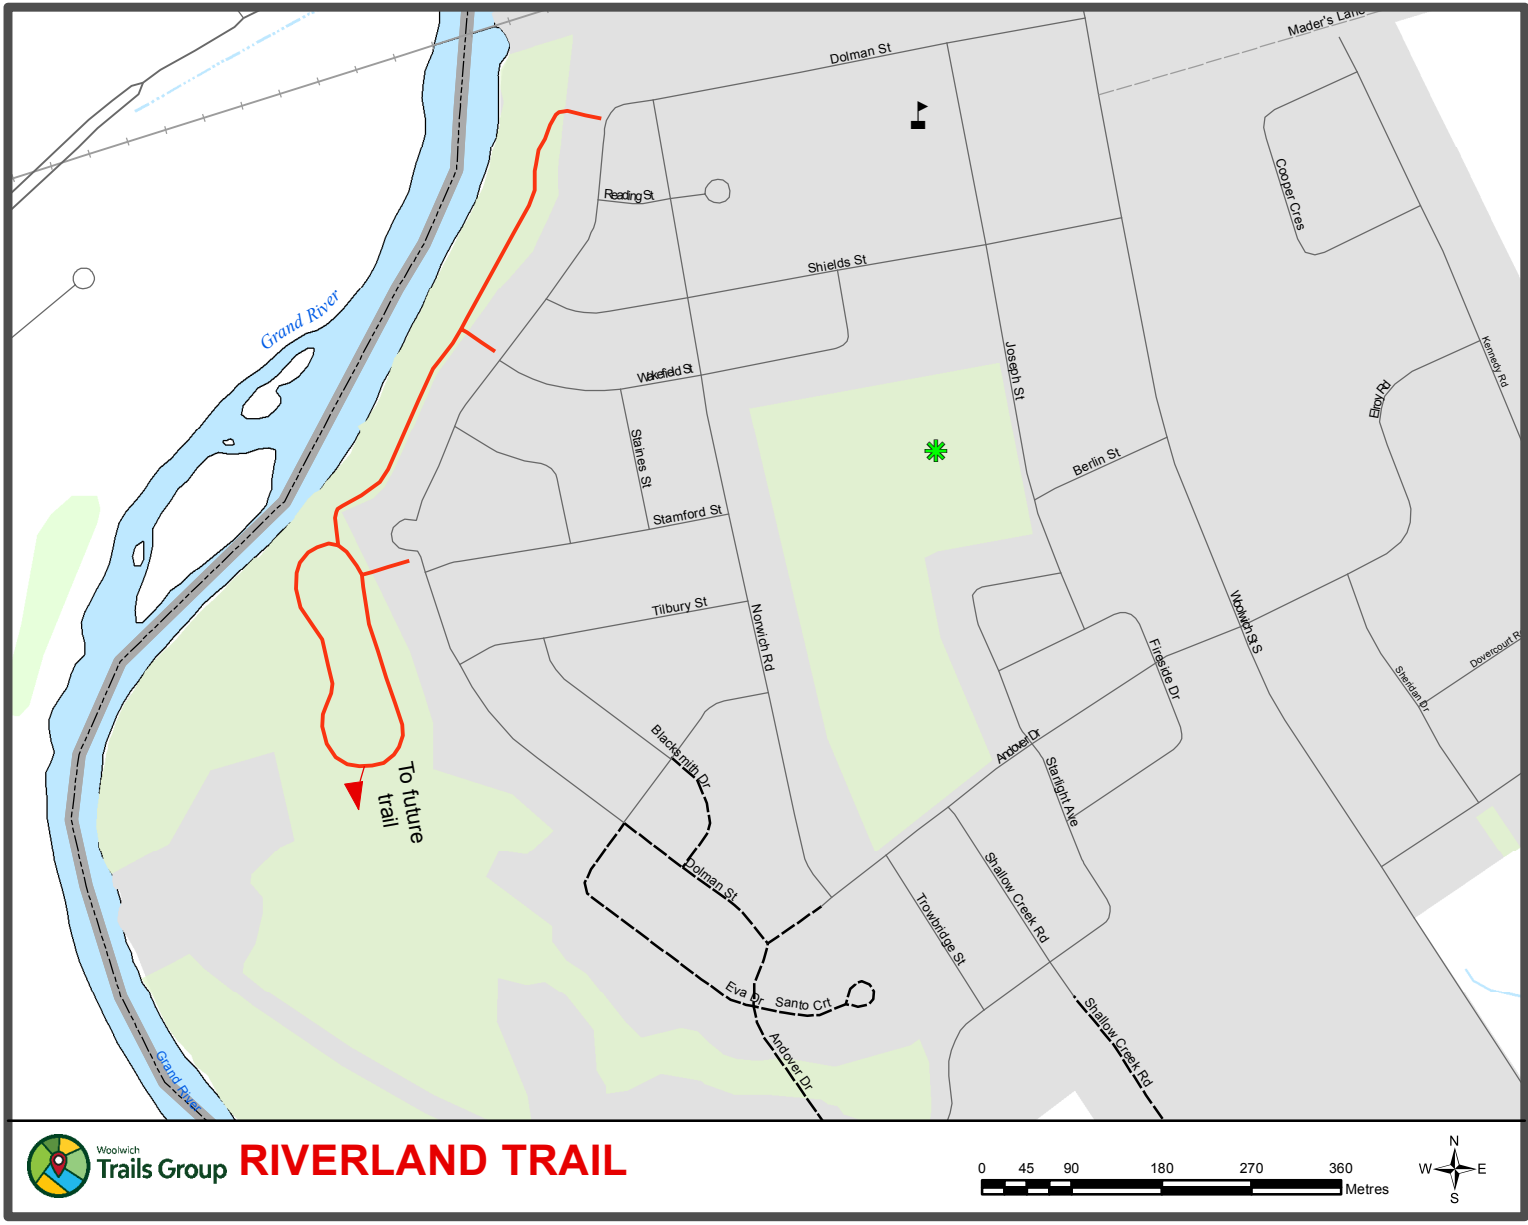 Mader's Lane
Dolman St
Reading St
Cooper Cres
Shields St
Grand River
Wakefield St
Joseph St
Kennedy Rd
Elroy Rd
Staines St
Berlin St
Stamford St
Tilbury St
Norwich Rd
Woolwich St S
Fireside Dr
Dovercourt R
Sheridan Dr
Blacksmith Dr
Andover Dr
Starlight Ave
To future
trail
Dolman St
Shallow Creek Rd
Trowbridge St
Eva Dr
Santo Crt
Andover Dr
Shallow Creek Rd
Grand River
Woolwich
Trails Group
RIVERLAND TRAIL
0 45 90 180 270 360
Metres
N
W E
S